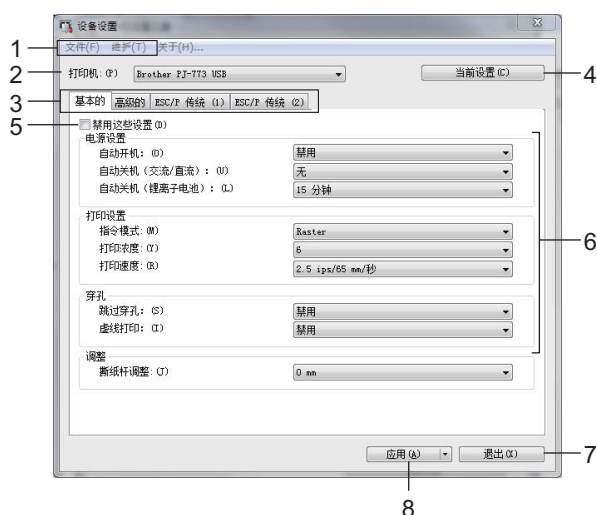 设备设置
1
文件(F) 维护(T) 关于(H)...
2
打印机:(P) Brother PJ-773 USB
当前设置(C)
4
3
基本的 高级的 ESC/P 传统 (1) ESC/P 传统 (2)
5
禁用这些设置(D)
电源设置
自动开机: (O) 禁用
自动关机 (交流/直流) : (U) 无
自动关机 (锂离子电池) : (L) 15 分钟
打印设置
指令模式: (M) Raster
打印浓度: (Y) 6
打印速度: (R) 2.5 ips/65 mm/秒
6
穿孔
跳过穿孔: (S) 禁用
虚线打印: (I) 禁用
调整
撕纸杆调整: (J) 0 mm
应用(A) 退出(X)
7
8